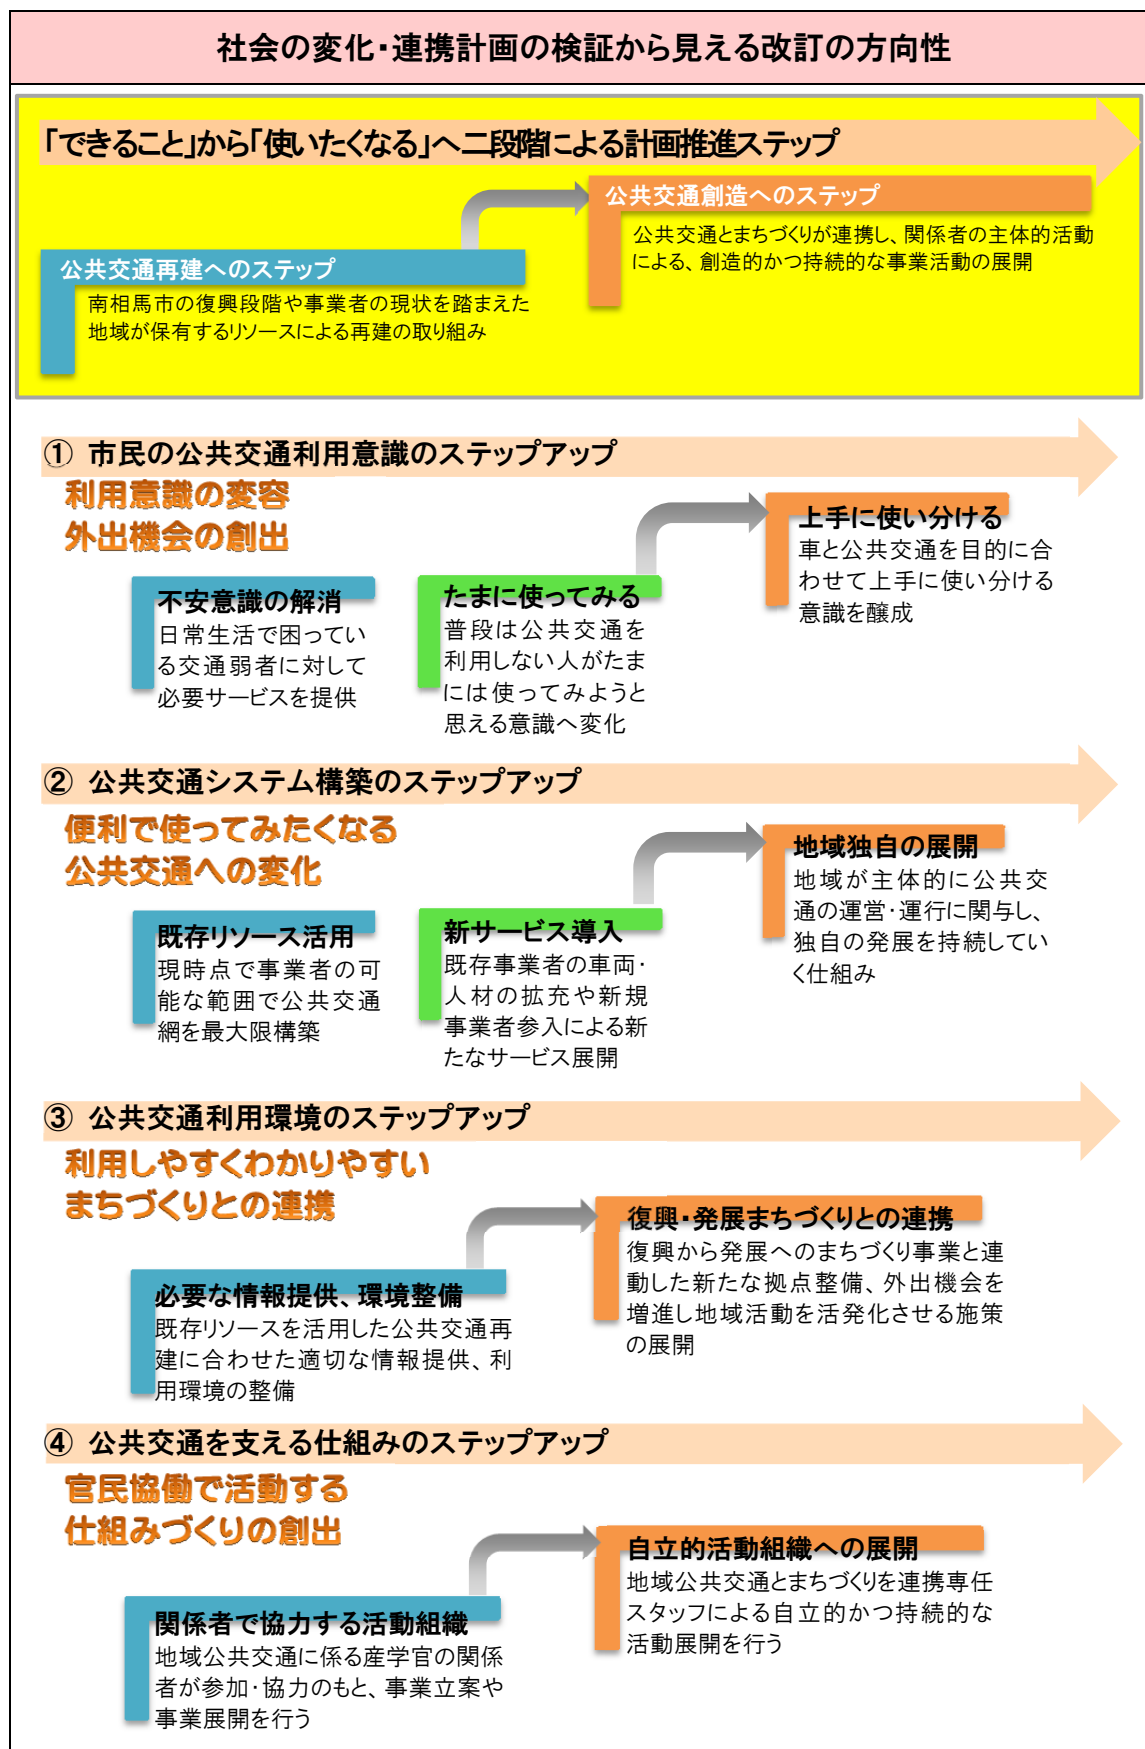 社会の変化・連携計画の検証から見える改訂の方向性
「できること」から「使いたくなる」へ二段階による計画推進ステップ
公共交通創造へのステップ
公共交通とまちづくりが連携し、関係者の主体的活動
による、創造的かつ持続的な事業活動の展開
公共交通再建へのステップ
南相馬市の復興段階や事業者の現状を踏まえた
地域が保有するリソースによる再建の取り組み
① 市民の公共交通利用意識のステップアップ
利用意識の変容
外出機会の創出
不安意識の解消
日常生活で困ってい
る交通弱者に対して
必要サービスを提供
たまに使ってみる
普段は公共交通を
利用しない人がたま
には使ってみようと
思える意識へ変化
上手に使い分ける
車と公共交通を目的に合
わせて上手に使い分ける
意識を醸成
② 公共交通システム構築のステップアップ
便利で使ってみたくなる
公共交通への変化
既存リソース活用
現時点で事業者の可
能な範囲で公共交通
網を最大限構築
新サービス導入
既存事業者の車両・
人材の拡充や新規
事業者参入による新
たなサービス展開
地域独自の展開
地域が主体的に公共交
通の運営・運行に関与し、
独自の発展を持続してい
く仕組み
③ 公共交通利用環境のステップアップ
利用しやすくわかりやすい
まちづくりとの連携
必要な情報提供、環境整備
既存リソースを活用した公共交通再
建に合わせた適切な情報提供、利
用環境の整備
復興・発展まちづくりとの連携
復興から発展へのまちづくり事業と連
動した新たな拠点整備、外出機会を
増進し地域活動を活発化させる施策
の展開
④ 公共交通を支える仕組みのステップアップ
官民協働で活動する
仕組みづくりの創出
関係者で協力する活動組織
地域公共交通に係る産学官の関係
者が参加・協力のもと、事業立案や
事業展開を行う
自立的活動組織への展開
地域公共交通とまちづくりを連携専任
スタッフによる自立的かつ持続的な
活動展開を行う